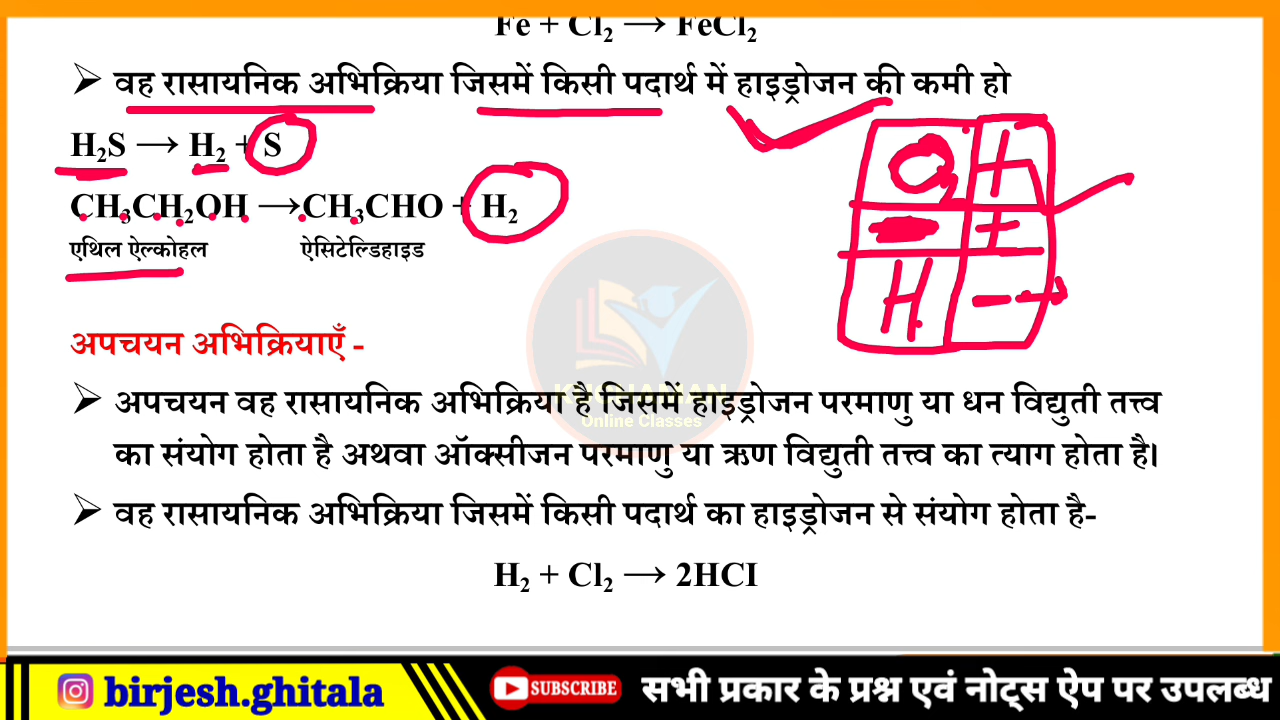 Fe + Cl₂ ⟶ FeCl₂
➢ वह रासायनिक अभिक्रिया जिसमें किसी पदार्थ में हाइड्रोजन की कमी हो
H₂S ⟶ H₂ + S
CH₃CH₂OH ⟶CH₃CHO + H₂
एथिल ऐल्कोहल ऐसिटेल्डिहाइड
O₂ +
- +
H -
अपचयन अभिक्रियाएँ -
➢ अपचयन वह रासायनिक अभिक्रिया है जिसमें हाइड्रोजन परमाणु या धन विद्युती तत्त्व
का संयोग होता है अथवा ऑक्सीजन परमाणु या ऋण विद्युती तत्त्व का त्याग होता है।
Online Classes
➢ वह रासायनिक अभिक्रिया जिसमें किसी पदार्थ का हाइड्रोजन से संयोग होता है-
H₂ + Cl₂ ⟶ 2HCI
birjesh.ghitala SUBSCRIBE सभी प्रकार के प्रश्न एवं नोट्स ऐप पर उपलब्ध